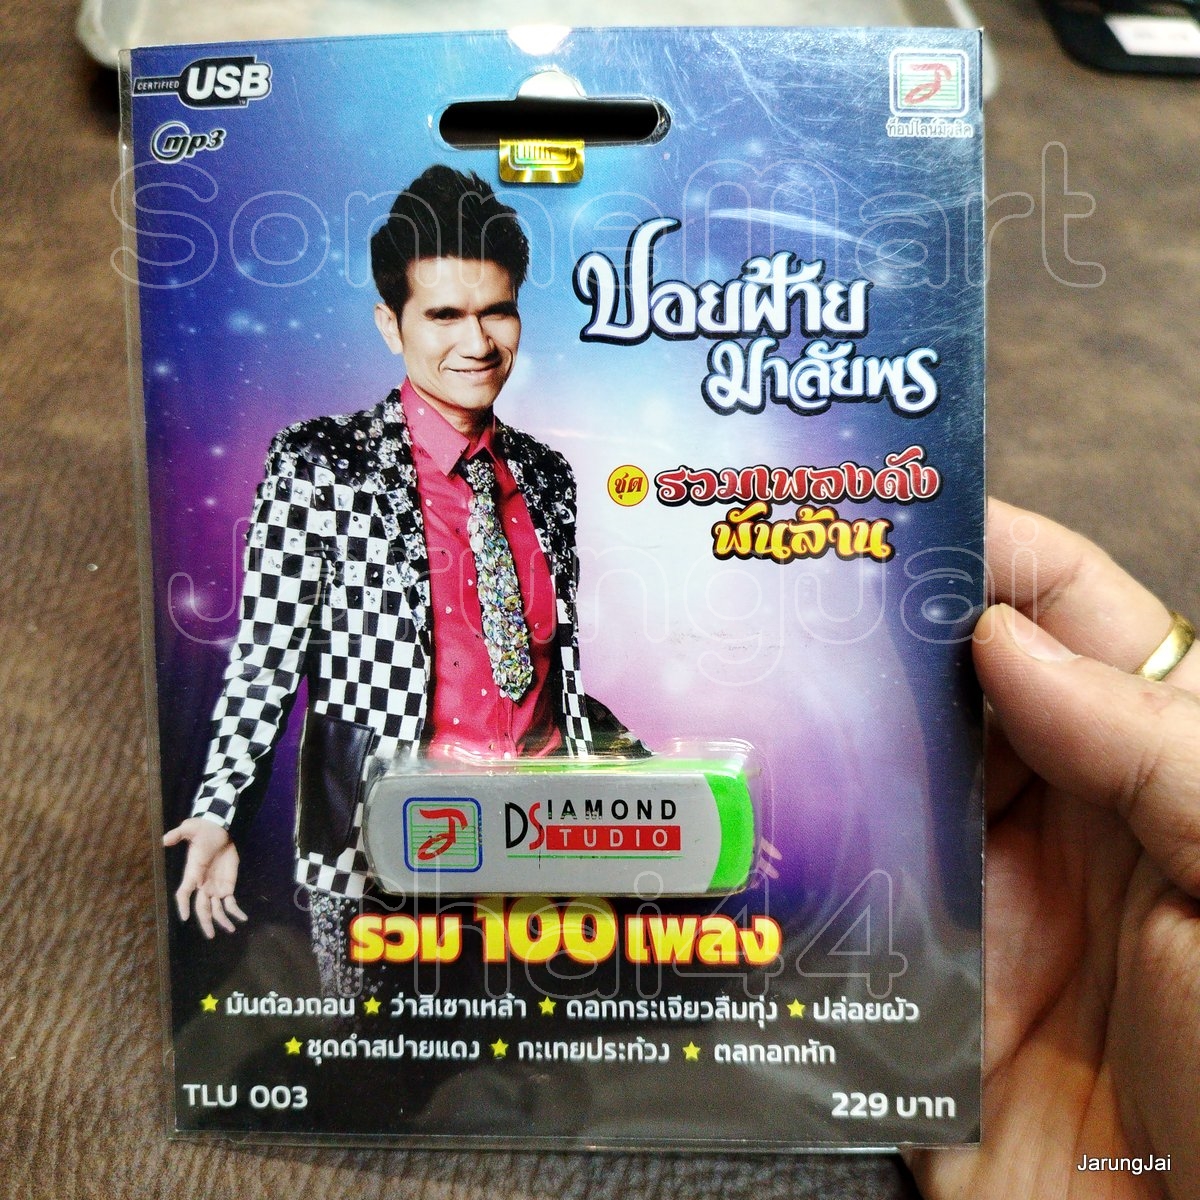 CERTIFIED USB
TM
mp3
ท็อปไลน์มิวสิค
SonneMart
ปอยฝ้าย
มาลัยพร
ชุด รวมเพลงดัง
พันล้าน
JarungJai
DIAMOND
STUDIO
Thai44
รวม 100 เพลง
★ มันต้องถอน ★ ว่าสิเซาเหล้า ★ ดอกกระเจียวลืมทุ่ง ★ ปล่อยผัว
★ ชุดดำสปายแดง ★ กะเทยประท้วง ★ ตลกอกหัก
TLU 003
229 บาท
JarungJai